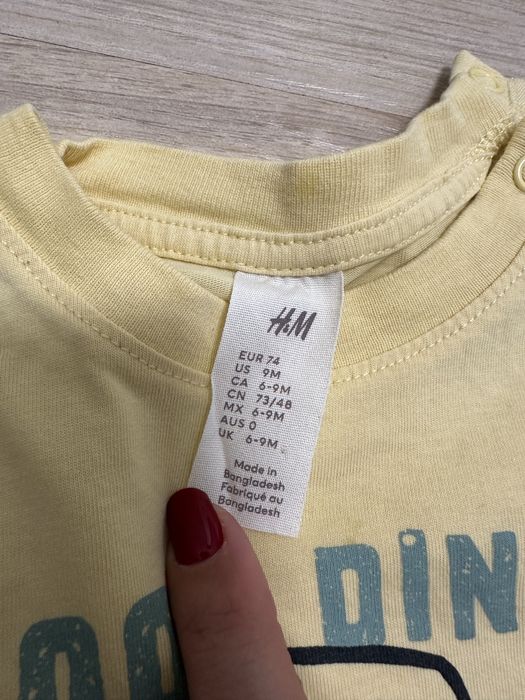 H&M
EUR 74
US 9M
CA 6-9M
CN 73/48
MX 6-9M
AUS 0
UK 6-9M
Made in
Bangladesh
Fabriqué au
Bangladesh
DIN